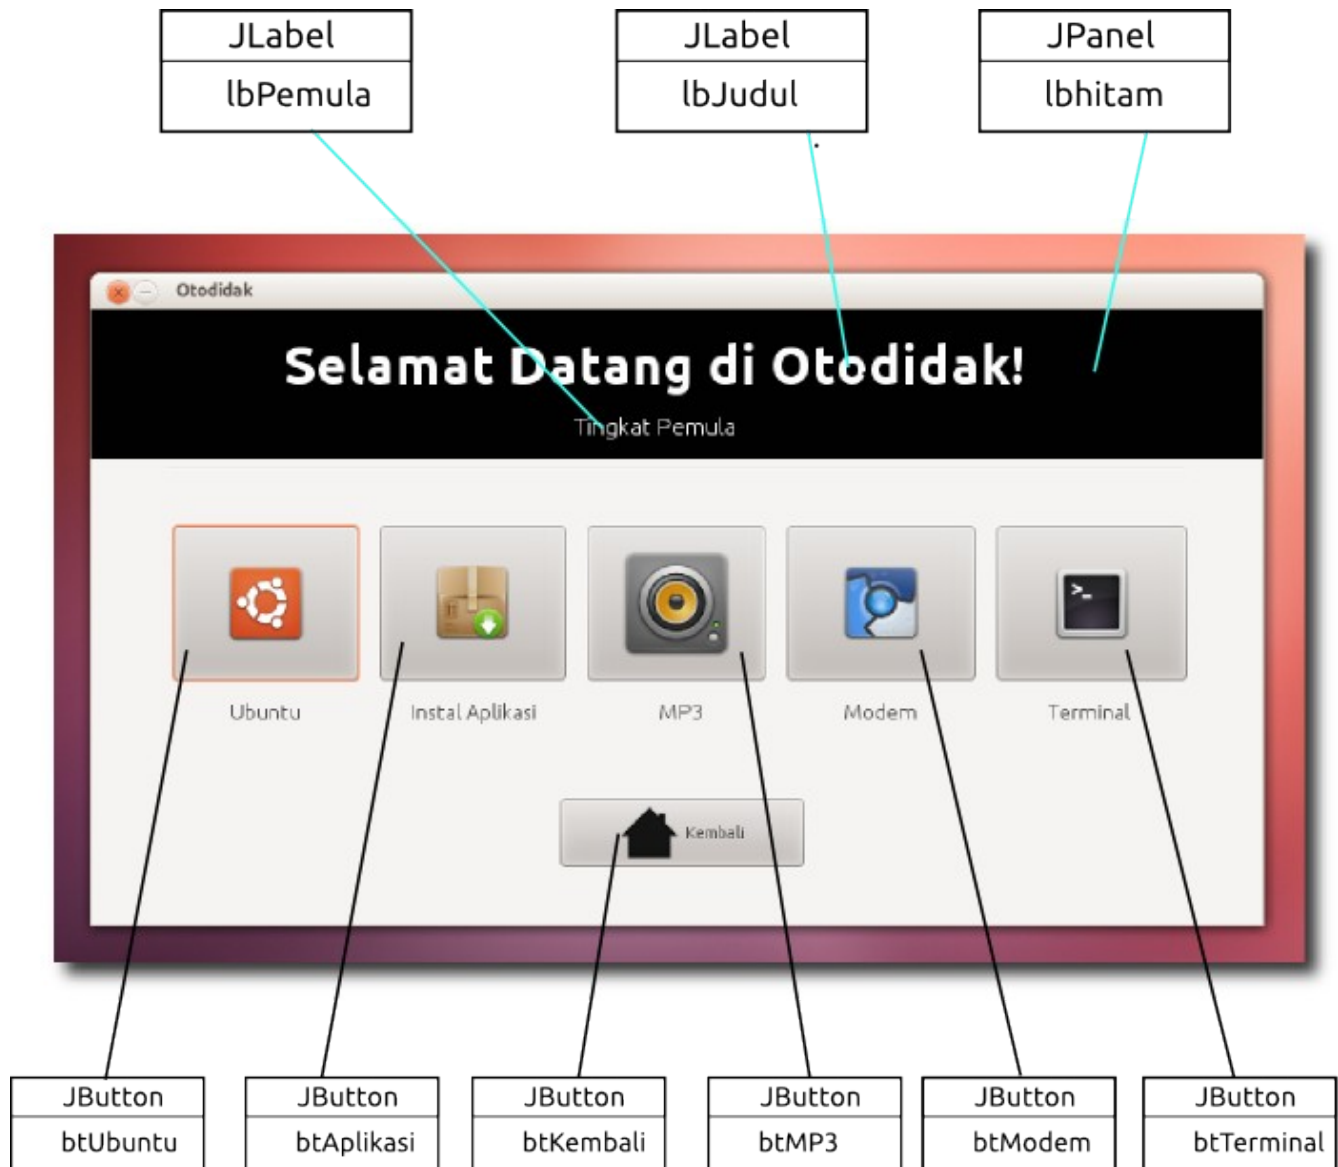 JLabel
lbPemula
JLabel
lbJudul
JPanel
lbhitam
Otodidak
Selamat Datang di Otodidak!
Tingkat Pemula
Ubuntu
Instal Aplikasi
MP3
Modem
Terminal
Kembali
JButton
btUbuntu
JButton
btAplikasi
JButton
btKembali
JButton
btMP3
JButton
btModem
JButton
btTerminal